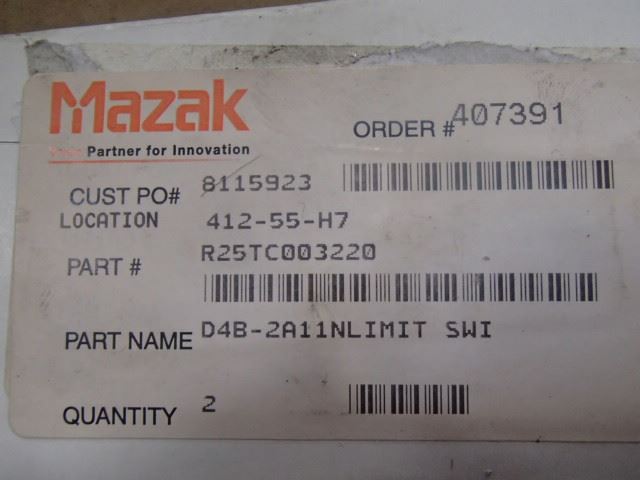 Mazak
Your Partner for Innovation
ORDER # 407391
CUST PO# 8115923
LOCATION 412-55-H7
PART # R25TC003220
PART NAME D4B-2A11NLIMIT SWI
QUANTITY 2